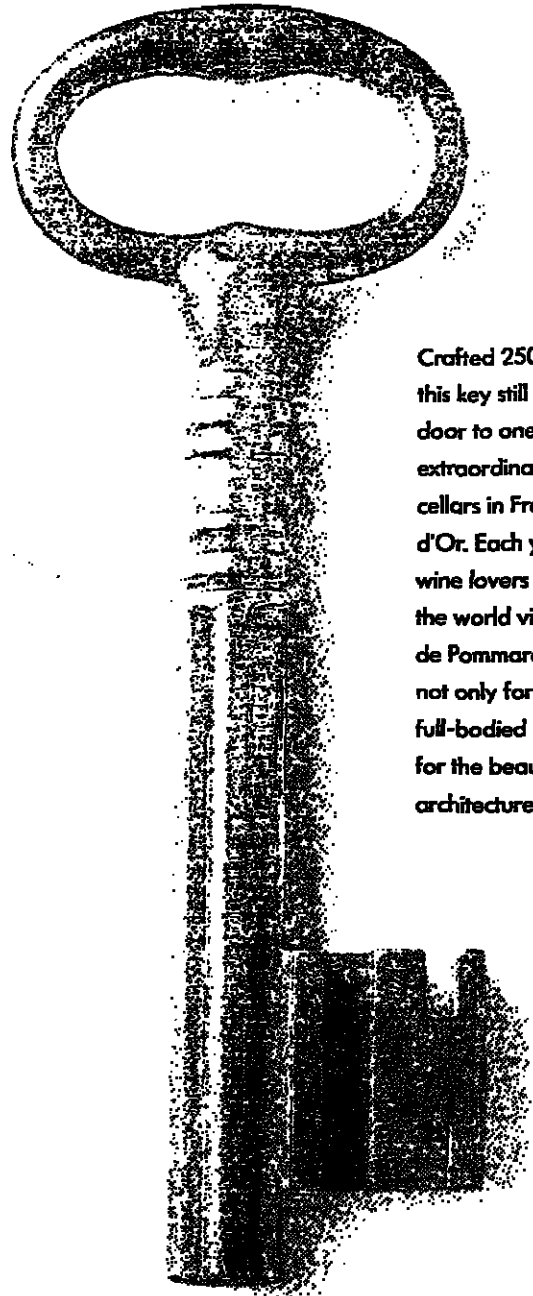 Crafted 250
this key still
door to one
extraordina
cellars in Fr
d'Or. Each y
wine lovers
the world vi
de Pommar
not only for
full-bodied
for the beau
architecture